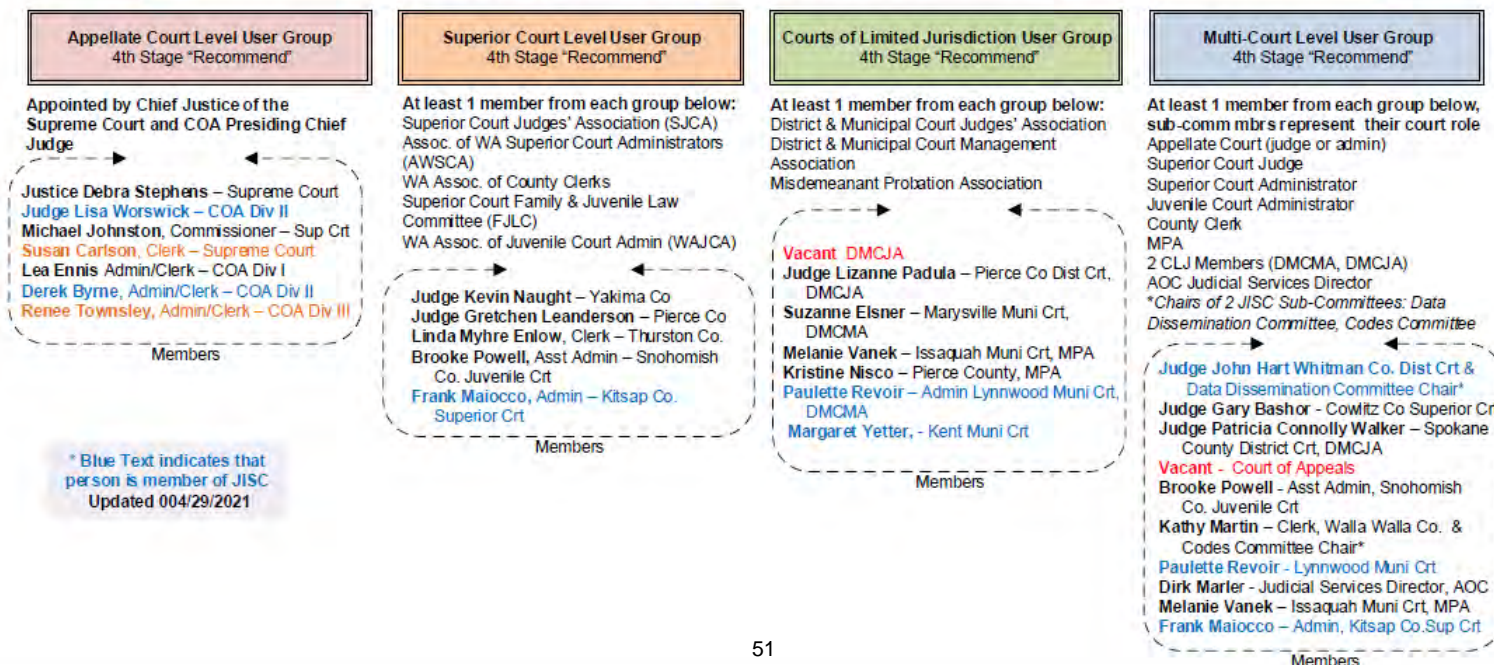 Appellate Court Level User Group
4th Stage "Recommend"
Appointed by Chief Justice of the
Supreme Court and COA Presiding Chief
Judge
Justice Debra Stephens – Supreme Court
Judge Lisa Worswick – COA Div II
Michael Johnston, Commissioner – Sup Crt
Susan Carlson, Clerk – Supreme Court
Lea Ennis Admin/Clerk – COA Div I
Derek Byrne, Admin/Clerk – COA Div II
Renee Townsley, Admin/Clerk – COA Div III
Members
* Blue Text indicates that
person is member of JISC
Updated 004/29/2021
Superior Court Level User Group
4th Stage "Recommend"
At least 1 member from each group below:
Superior Court Judges' Association (SJCA)
Assoc. of WA Superior Court Administrators
(AWSCA)
WA Assoc. of County Clerks
Superior Court Family & Juvenile Law
Committee (FJLC)
WA Assoc. of Juvenile Court Admin (WAJCA)
Judge Kevin Naught – Yakima Co
Judge Gretchen Leanderson – Pierce Co
Linda Myhre Enlow, Clerk – Thurston Co.
Brooke Powell, Asst Admin – Snohomish
Co. Juvenile Crt
Frank Maiocco, Admin – Kitsap Co.
Superior Crt
Members
Courts of Limited Jurisdiction User Group
4th Stage "Recommend"
At least 1 member from each group below:
District & Municipal Court Judges' Association
District & Municipal Court Management
Association
Misdemeanant Probation Association
Vacant DMCJA
Judge Lizanne Padula – Pierce Co Dist Crt,
DMCJA
Suzanne Elsner – Marysville Muni Crt,
DMCMA
Melanie Vanek – Issaquah Muni Crt, MPA
Kristine Nisco – Pierce County, MPA
Paulette Revoir – Admin Lynnwood Muni Crt,
DMCMA
Margaret Yetter, - Kent Muni Crt
Members
Multi-Court Level User Group
4th Stage "Recommend"
At least 1 member from each group below,
sub-comm mbrs represent their court role
Appellate Court (judge or admin)
Superior Court Judge
Superior Court Administrator
Juvenile Court Administrator
County Clerk
MPA
2 CLJ Members (DMCMA, DMCJA)
AOC Judicial Services Director
*Chairs of 2 JISC Sub-Committees: Data
Dissemination Committee, Codes Committee
Judge John Hart Whitman Co. Dist Crt &
Data Dissemination Committee Chair*
Judge Gary Bashor - Cowlitz Co Superior Cr
Judge Patricia Connolly Walker – Spokane
County District Crt, DMCJA
Vacant - Court of Appeals
Brooke Powell - Asst Admin, Snohomish
Co. Juvenile Crt
Kathy Martin – Clerk, Walla Walla Co. &
Codes Committee Chair*
Paulette Revoir - Lynnwood Muni Crt
Dirk Marler - Judicial Services Director, AOC
Melanie Vanek – Issaquah Muni Crt, MPA
Frank Maiocco – Admin, Kitsap Co.Sup Crt
Members
51